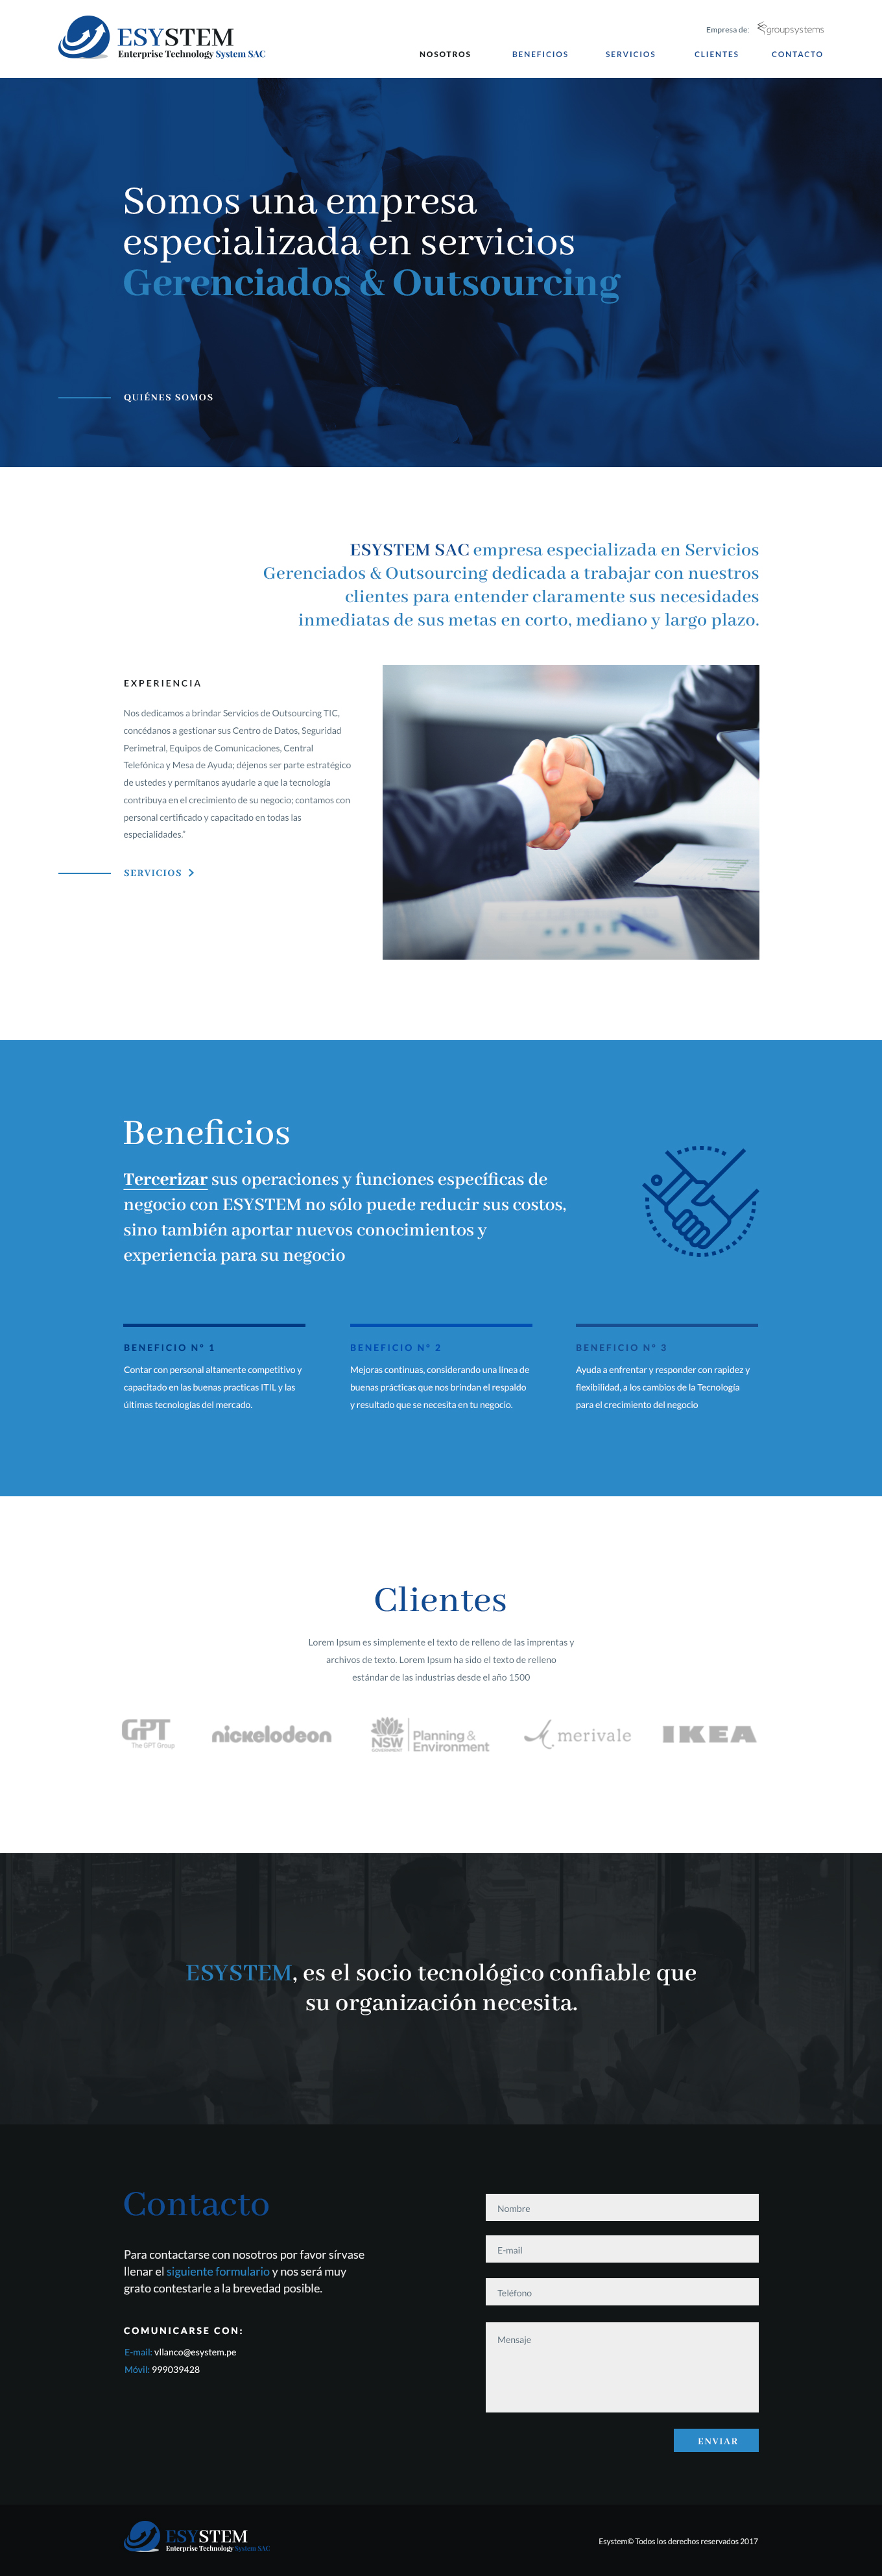 ESYSTEM
Enterprise Technology System SAC
Empresa de: groupsystems
NOSOTROS BENEFICIOS SERVICIOS CLIENTES CONTACTO
Somos una empresa
especializada en servicios
Gerenciados & Outsourcing
QUIÉNES SOMOS
ESYSTEM SAC empresa especializada en Servicios
Gerenciados & Outsourcing dedicada a trabajar con nuestros
clientes para entender claramente sus necesidades
inmediatas de sus metas en corto, mediano y largo plazo.
EXPERIENCIA
Nos dedicamos a brindar Servicios de Outsourcing TIC,
concédanos a gestionar sus Centro de Datos, Seguridad
Perimetral, Equipos de Comunicaciones, Central
Telefónica y Mesa de Ayuda; déjenos ser parte estratégico
de ustedes y permítanos ayudarle a que la tecnología
contribuya en el crecimiento de su negocio; contamos con
personal certificado y capacitado en todas las
especialidades."
SERVICIOS
Beneficios
Tercerizar sus operaciones y funciones específicas de
negocio con ESYSTEM no sólo puede reducir sus costos,
sino también aportar nuevos conocimientos y
experiencia para su negocio
BENEFICIO N° 1
Contar con personal altamente competitivo y
capacitado en las buenas practicas ITIL y las
últimas tecnologías del mercado.
BENEFICIO N° 2
Mejoras continuas, considerando una línea de
buenas prácticas que nos brindan el respaldo
y resultado que se necesita en tu negocio.
BENEFICIO N° 3
Ayuda a enfrentar y responder con rapidez y
flexibilidad, a los cambios de la Tecnología
para el crecimiento del negocio
Clientes
Lorem Ipsum es simplemente el texto de relleno de las imprentas y
archivos de texto. Lorem Ipsum ha sido el texto de relleno
estándar de las industrias desde el año 1500
GPT
The GPT Group
nickelodeon
NSW
GOVERNMENT
Planning &
Environment
merivale
IKEA
ESYSTEM, es el socio tecnológico confiable que
su organización necesita.
Contacto
Para contactarse con nosotros por favor sírvase
llenar el siguiente formulario y nos será muy
grato contestarle a la brevedad posible.
COMUNICARSE CON:
E-mail: vllanco@esystem.pe
Móvil: 999039428
Nombre
E-mail
Teléfono
Mensaje
ENVIAR
ESYSTEM
Enterprise Technology System SAC
Esystem© Todos los derechos reservados 2017